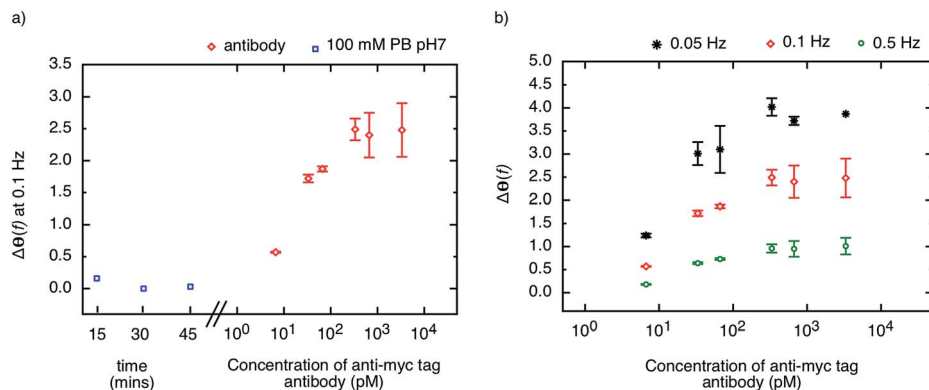 a)
antibody 100 mM PB pH7
Δθ(f) at 0.1 Hz
3.5
3.0
2.5
2.0
1.5
1.0
0.5
0.0
15 30 45 10⁰ 10¹ 10² 10³ 10⁴
time
(mins)
Concentration of anti-myc tag
antibody (pM)
b)
0.05 Hz 0.1 Hz 0.5 Hz
Δθ(f)
5.0
4.5
4.0
3.5
3.0
2.5
2.0
1.5
1.0
0.5
0.0
10⁰ 10¹ 10² 10³ 10⁴
Concentration of anti-myc tag
antibody (pM)